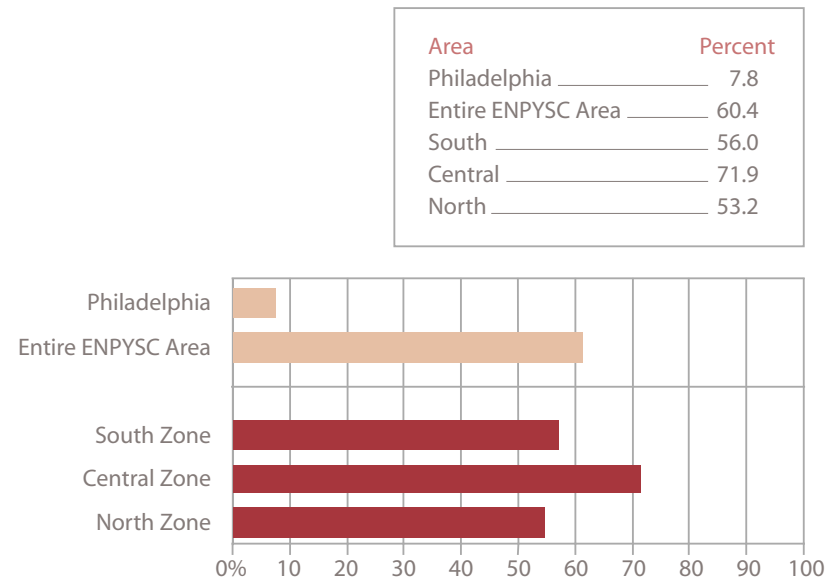 Area Percent
Philadelphia 7.8
Entire ENPYSC Area 60.4
South 56.0
Central 71.9
North 53.2
Philadelphia
Entire ENPYSC Area
South Zone
Central Zone
North Zone
0% 10 20 30 40 50 60 70 80 90 100